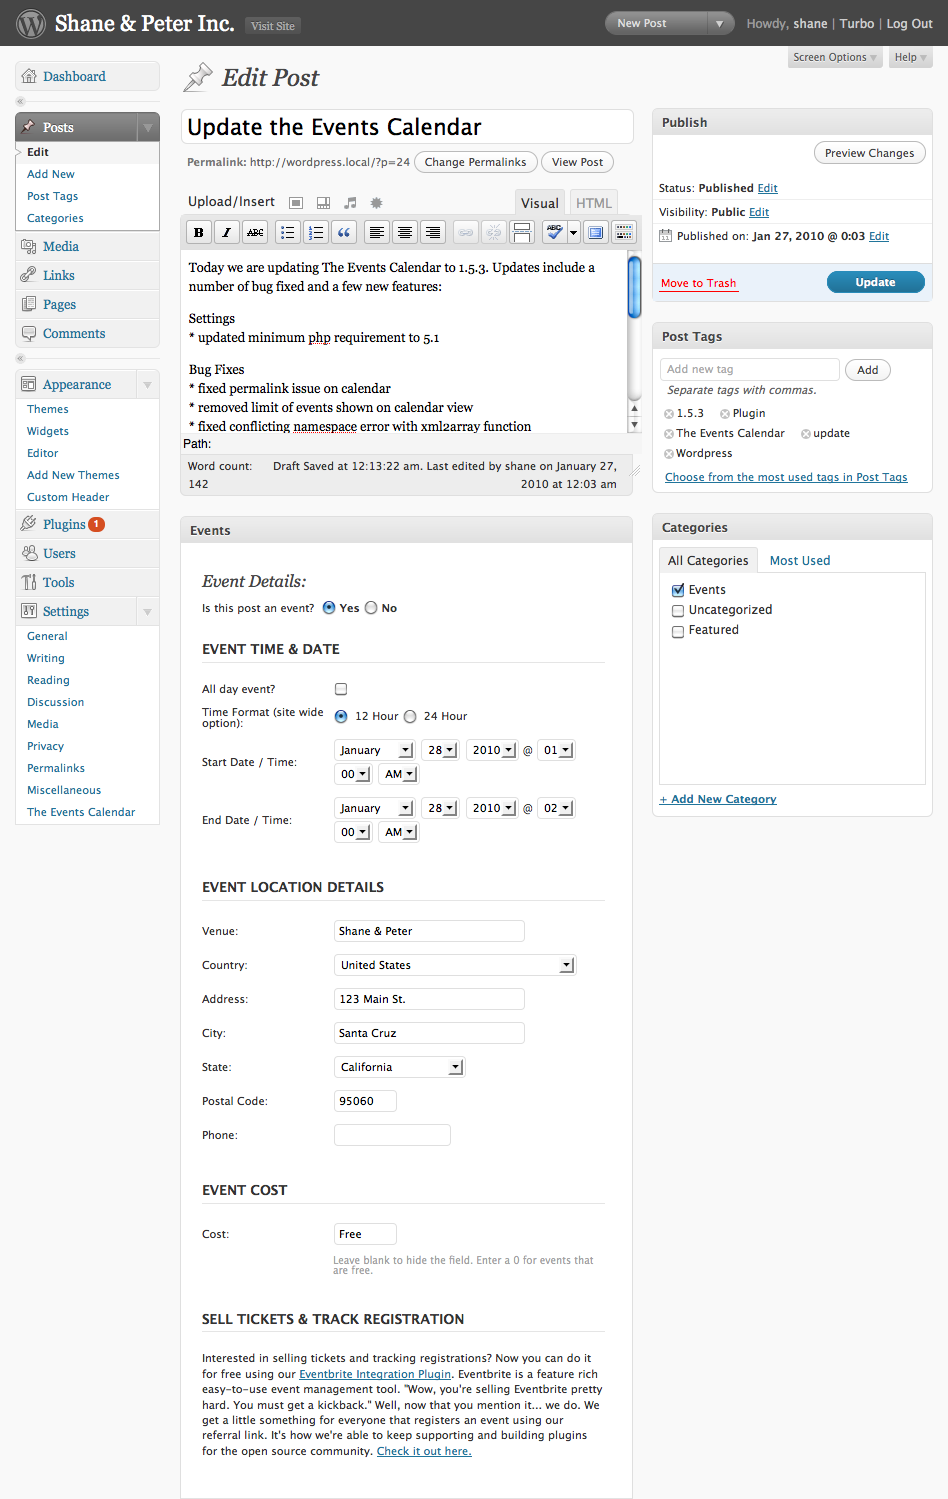 Shane & Peter Inc. Visit Site
New Post
Howdy, shane | Turbo | Log Out
Screen Options
Help
Dashboard
Posts
Edit
Add New
Post Tags
Categories
Media
Links
Pages
Comments
Appearance
Themes
Widgets
Editor
Add New Themes
Custom Header
Plugins 1
Users
Tools
Settings
General
Writing
Reading
Discussion
Media
Privacy
Permalinks
Miscellaneous
The Events Calendar
Edit Post
Update the Events Calendar
Permalink: http://wordpress.local/?p=24 Change Permalinks View Post
Upload/Insert
Visual HTML
B I ABC
ABC
Today we are updating The Events Calendar to 1.5.3. Updates include a
number of bug fixed and a few new features:
Settings
* updated minimum php requirement to 5.1
Bug Fixes
* fixed permalink issue on calendar
* removed limit of events shown on calendar view
* fixed conflicting namespace error with xml2array function
Path:
Word count: Draft Saved at 12:13:22 am. Last edited by shane on January 27,
142 2010 at 12:03 am
Events
Event Details:
Is this post an event? Yes No
EVENT TIME & DATE
All day event?
Time Format (site wide
option): 12 Hour 24 Hour
Start Date / Time: January 28 2010 @ 01
00 AM
End Date / Time: January 28 2010 @ 02
00 AM
EVENT LOCATION DETAILS
Venue: Shane & Peter
Country: United States
Address: 123 Main St.
City: Santa Cruz
State: California
Postal Code: 95060
Phone:
EVENT COST
Cost: Free
Leave blank to hide the field. Enter a 0 for events that
are free.
SELL TICKETS & TRACK REGISTRATION
Interested in selling tickets and tracking registrations? Now you can do it
for free using our Eventbrite Integration Plugin. Eventbrite is a feature rich
easy-to-use event management tool. "Wow, you're selling Eventbrite pretty
hard. You must get a kickback." Well, now that you mention it... we do. We
get a little something for everyone that registers an event using our
referral link. It's how we're able to keep supporting and building plugins
for the open source community. Check it out here.
Publish
Preview Changes
Status: Published Edit
Visibility: Public Edit
Published on: Jan 27, 2010 @ 0:03 Edit
Move to Trash Update
Post Tags
Add new tag Add
Separate tags with commas.
1.5.3 Plugin
The Events Calendar update
Wordpress
Choose from the most used tags in Post Tags
Categories
All Categories Most Used
Events
Uncategorized
Featured
+ Add New Category